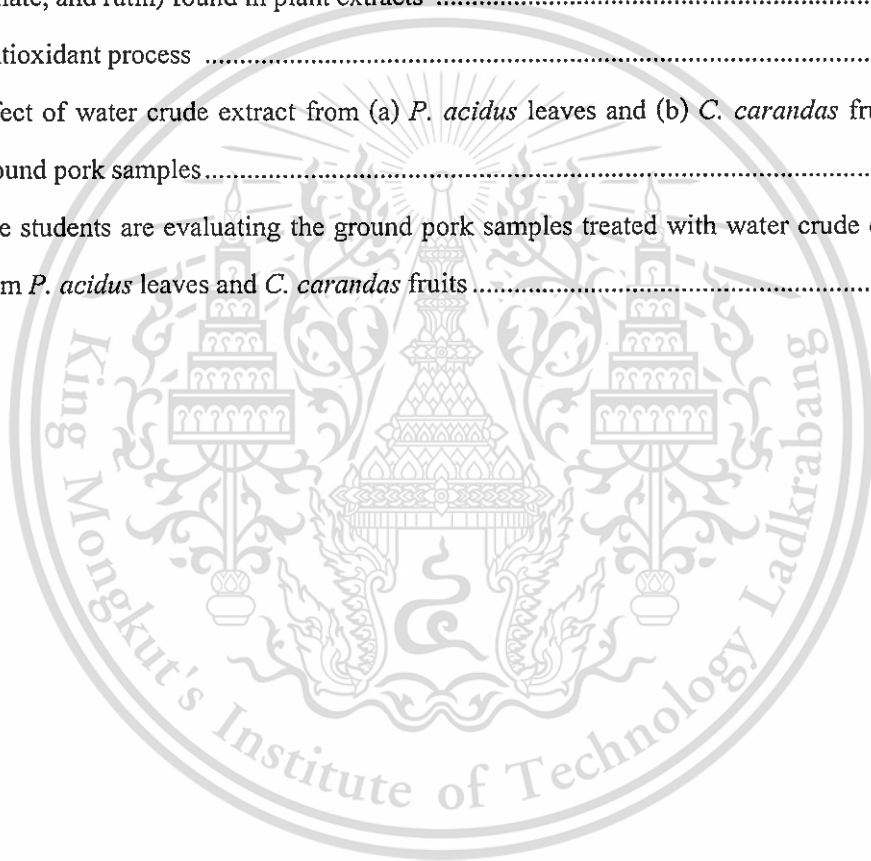 and rutin) found in plant extracts ................................................
tioxidant process ................................................
fect of water crude extract from (a) P. acidus leaves and (b) C. carandas fr
ound pork samples ................................................
e students are evaluating the ground pork samples treated with water crude
m P. acidus leaves and C. carandas fruits ................................................
King Mongkut's Institute of Technology Ladkrabang